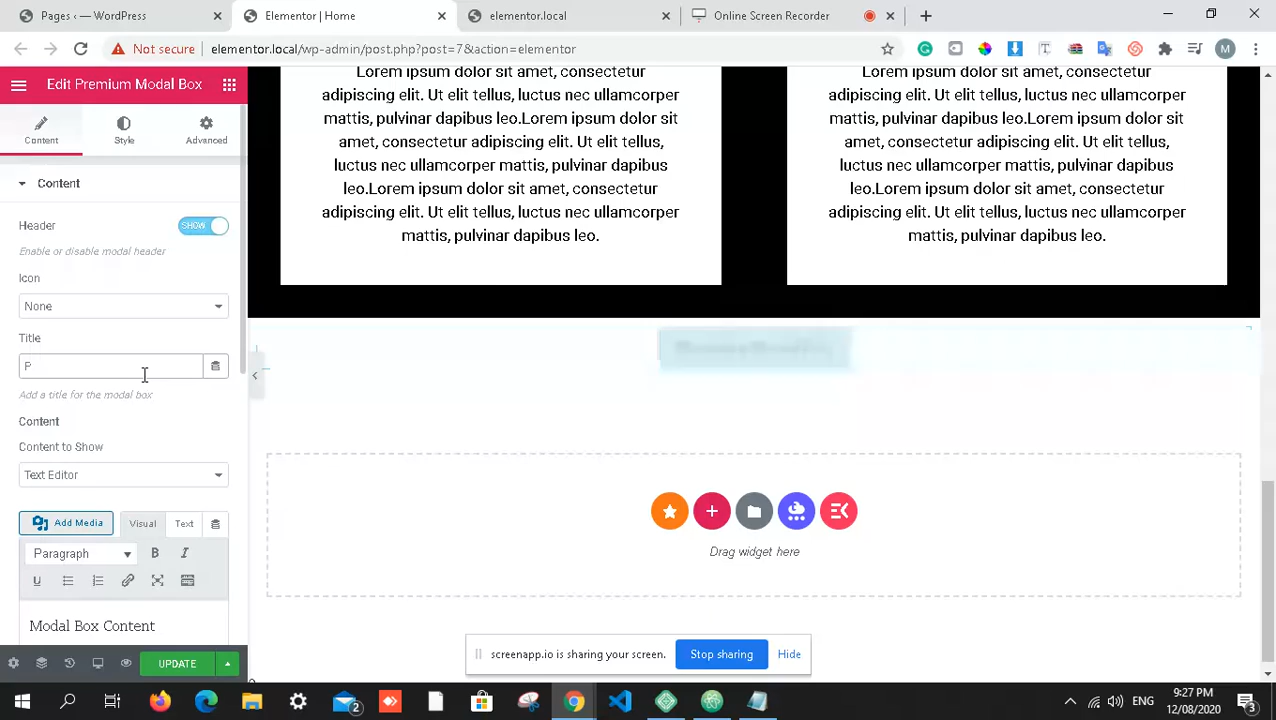 Pages ‹ — WordPress
Elementor | Home
elementor.local
Online Screen Recorder
Not secure
elementor.local/wp-admin/post.php?post=7&action=elementor
M
Edit Premium Modal Box
Content
Style
Advanced
Content
Header
SHOW
Enable or disable modal header
Icon
None
Title
P
Add a title for the modal box
Content
Content to Show
Text Editor
Add Media
Visual
Text
Paragraph
B
I
U
Modal Box Content
UPDATE
Lorem ipsum dolor sit amet, consectetur
adipiscing elit. Ut elit tellus, luctus nec ullamcorper
mattis, pulvinar dapibus leo.Lorem ipsum dolor sit
amet, consectetur adipiscing elit. Ut elit tellus,
luctus nec ullamcorper mattis, pulvinar dapibus
leo.Lorem ipsum dolor sit amet, consectetur
adipiscing elit. Ut elit tellus, luctus nec ullamcorper
mattis, pulvinar dapibus leo.
Lorem ipsum dolor sit amet, consectetur
adipiscing elit. Ut elit tellus, luctus nec ullamcorper
mattis, pulvinar dapibus leo.Lorem ipsum dolor sit
amet, consectetur adipiscing elit. Ut elit tellus,
luctus nec ullamcorper mattis, pulvinar dapibus
leo.Lorem ipsum dolor sit amet, consectetur
adipiscing elit. Ut elit tellus, luctus nec ullamcorper
mattis, pulvinar dapibus leo.
Drag widget here
screenapp.io is sharing your screen.
Stop sharing
Hide
2
ENG
9:27 PM
12/08/2020
3